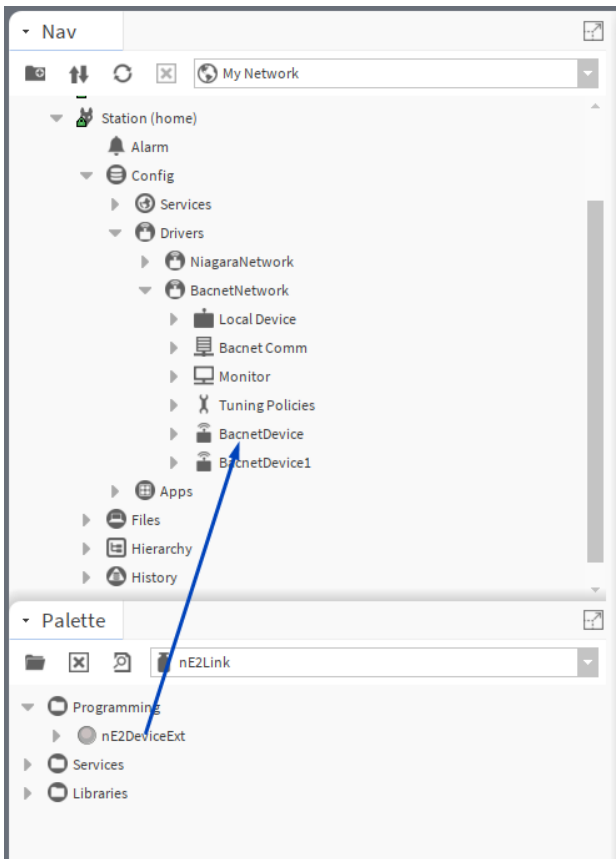 Nav
My Network
Station (home)
Alarm
Config
Services
Drivers
NiagaraNetwork
BacnetNetwork
Local Device
Bacnet Comm
Monitor
Tuning Policies
BacnetDevice
BacnetDevice1
Apps
Files
Hierarchy
History
Palette
nE2Link
Programming
nE2DeviceExt
Services
Libraries